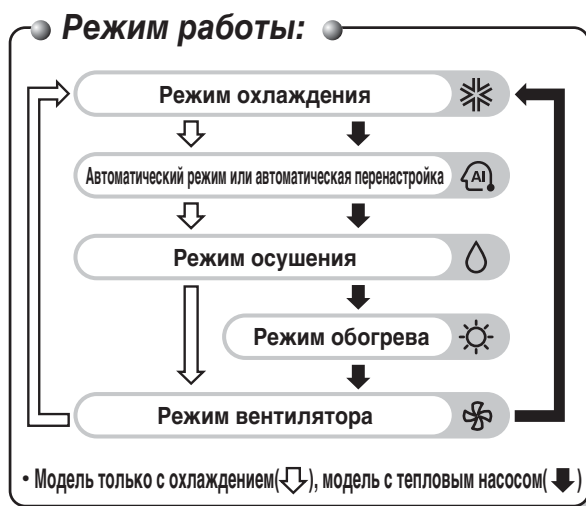 Режим работы:
Режим охлаждения
Автоматический режим или автоматическая перенастройка
AI
Режим осушения
Режим обогрева
Режим вентилятора
• Модель только с охлаждением( ), модель с тепловым насосом( )